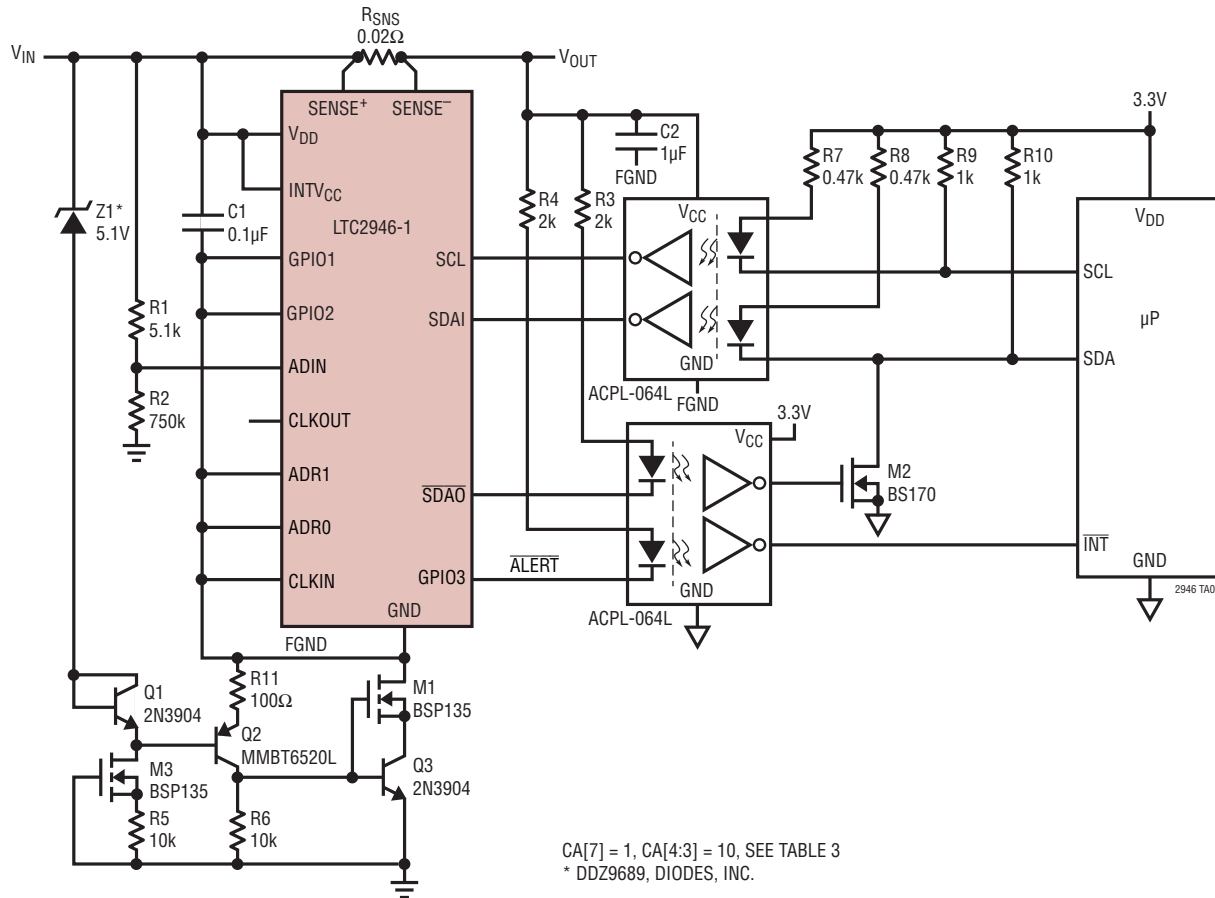 RSNS
0.02Ω
VIN
VOUT
SENSE+
SENSE−
VDD
INTVCC
LTC2946-1
GPIO1
GPIO2
ADIN
CLKOUT
ADR1
ADR0
CLKIN
SCL
SDAI
SDAO
GPIO3
GND
FGND
Z1*
5.1V
C1
0.1µF
R1
5.1k
R2
750k
C2
1µF
FGND
R4
2k
R3
2k
VCC
GND
ACPL-064L
FGND
3.3V
R7
0.47k
R8
0.47k
R9
1k
R10
1k
VDD
SCL
µP
SDA
INT
GND
3.3V
VCC
GND
ACPL-064L
ALERT
M2
BS170
2946 TA0
Q1
2N3904
R11
100Ω
Q2
MMBT6520L
M1
BSP135
Q3
2N3904
M3
BSP135
R5
10k
R6
10k
CA[7] = 1, CA[4:3] = 10, SEE TABLE 3
* DDZ9689, DIODES, INC.